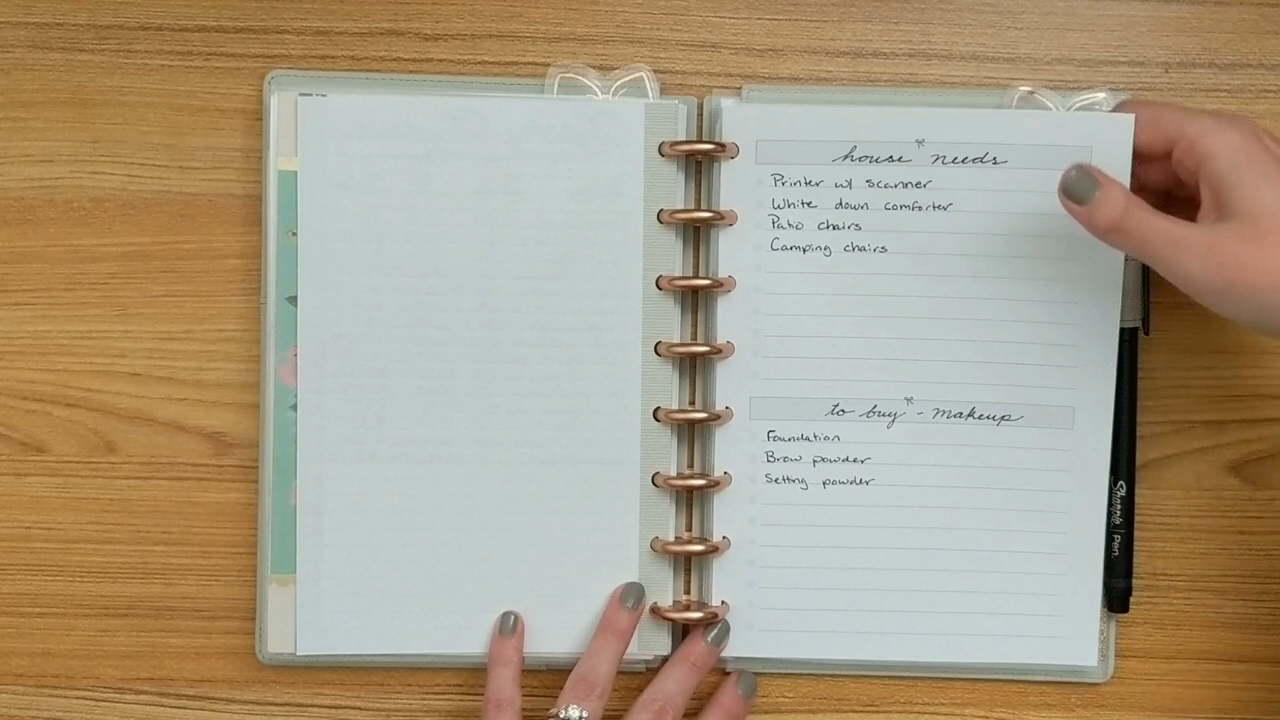 house needs
Printer w/ scanner
White down comforter
Patio chairs
Camping chairs
to buy - makeup
Foundation
Brow powder
Setting powder
Sharpie | Pen.